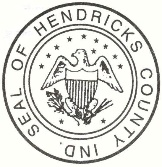 SEAL OF HENDRICKS COUNTY IND.